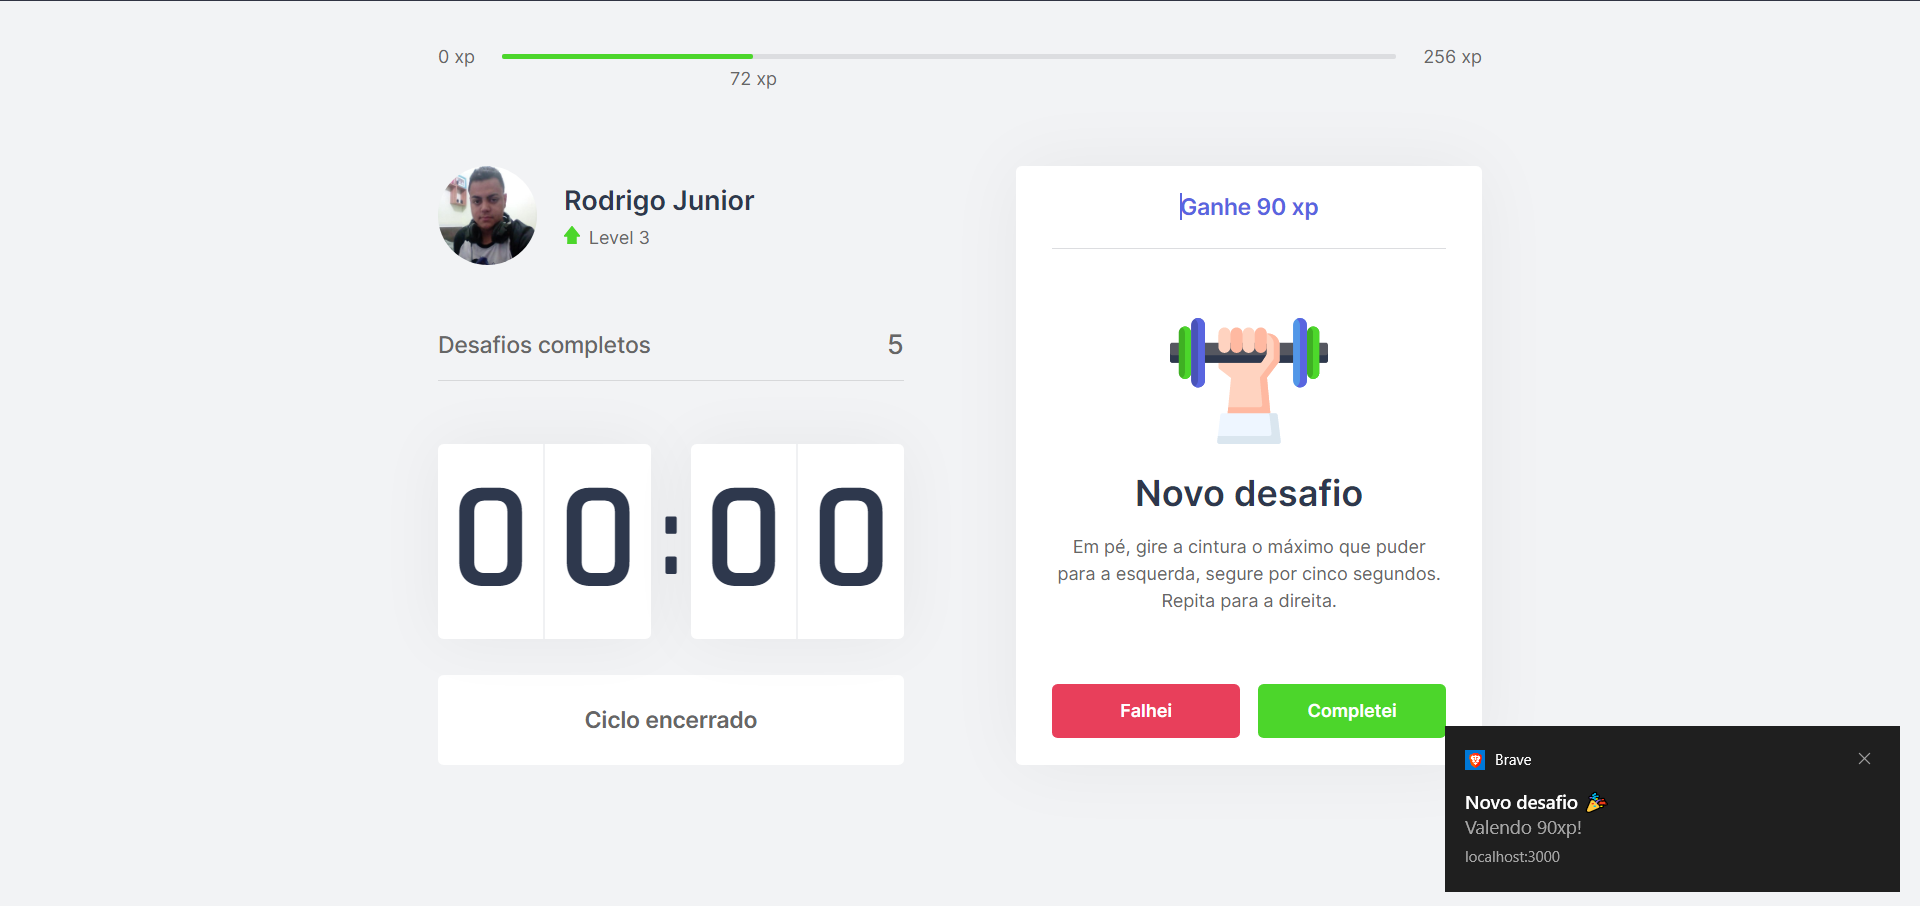 0 xp
256 xp
72 xp
Rodrigo Junior
Level 3
Desafios completos
5
00:00
Ciclo encerrado
Ganhe 90 xp
Novo desafio
Em pé, gire a cintura o máximo que puder
para a esquerda, segure por cinco segundos.
Repita para a direita.
Falhei
Completei
Brave
Novo desafio 🎉
Valendo 90xp!
localhost:3000